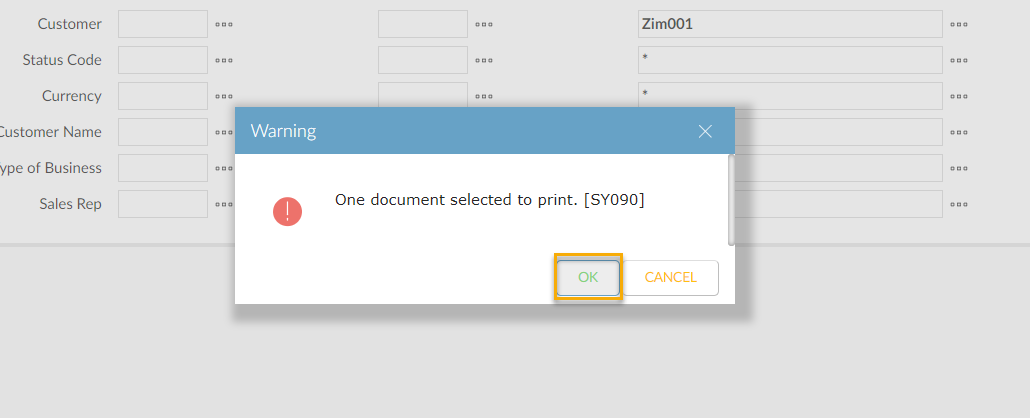 Customer Zim001
Status Code *
Currency *
Customer Name
ype of Business
Sales Rep
Warning
One document selected to print. [SY090]
OK CANCEL